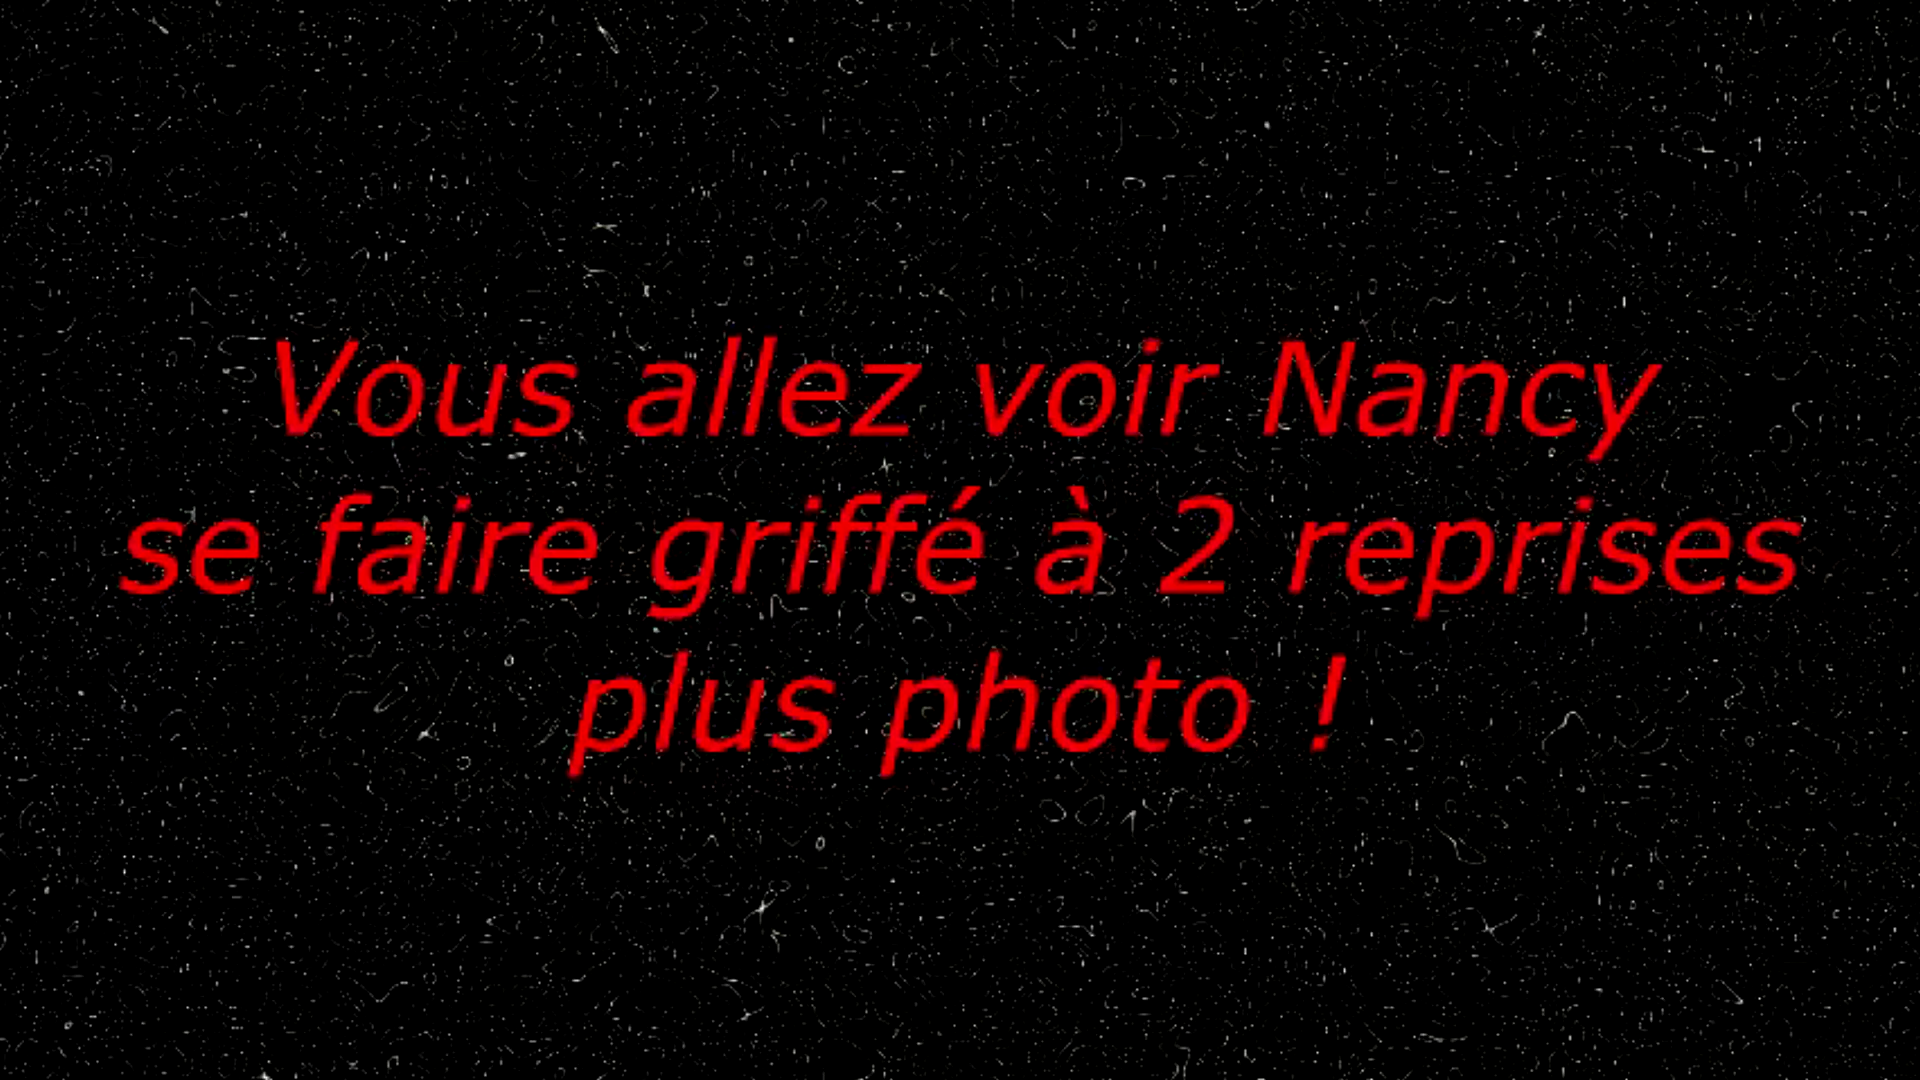 Vous allez voir Nancy
se faire griffé à 2 reprises
plus photo !